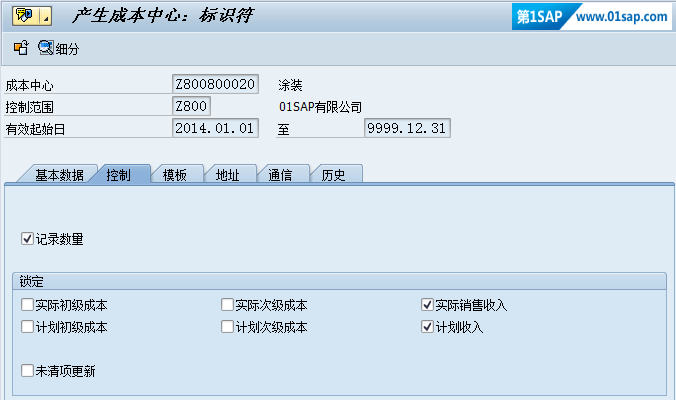 产生成本中心：标识符
第1SAP www.01sap.com
细分
成本中心 Z800800020 涂装
控制范围 Z800 01SAP有限公司
有效起始日 2014.01.01 至 9999.12.31
基本数据 控制 模板 地址 通信 历史
记录数量
锁定
实际初级成本 实际次级成本 实际销售收入
计划初级成本 计划次级成本 计划收入
未清项更新